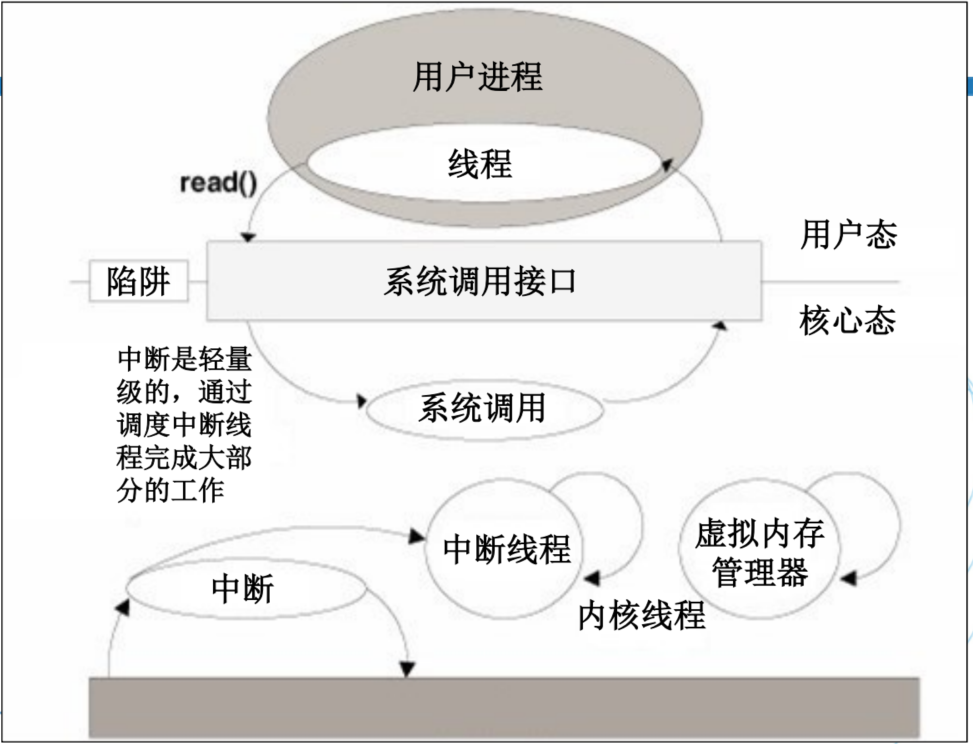 用户进程
线程
read()
用户态
陷阱
系统调用接口
核心态
中断是轻量
级的，通过
调度中断线
程完成大部
分的工作
系统调用
中断线程
虚拟内存
管理器
中断
内核线程